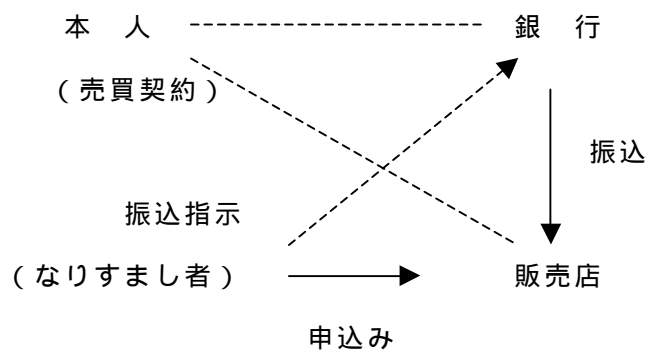 本　人　銀　行
（売買契約）
振込
振込指示
（なりすまし者）　販売店
申込み